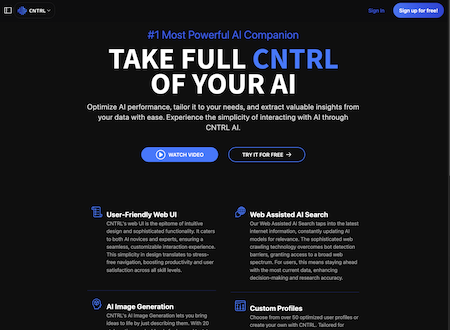 CNTRL
Sign In
Sign up for free!
#1 Most Powerful AI Companion
TAKE FULL CNTRL
OF YOUR AI
Optimize AI performance, tailor it to your needs, and extract valuable insights from
your data with ease. Experience the simplicity of interacting with AI through
CNTRL AI.
WATCH VIDEO
TRY IT FOR FREE
User-Friendly Web UI
CNTRL's web UI is the epitome of intuitive
design and sophisticated functionality. It caters
to both AI novices and experts, ensuring a
seamless, customizable interaction experience.
This simplicity in design translates to stress-
free navigation, boosting productivity and user
satisfaction across all skill levels.
Web Assisted AI Search
Our Web Assisted AI Search taps into the latest
internet information, constantly updating AI
models for relevance. The sophisticated web
crawling technology overcomes bot detection
barriers, granting access to a broad web
spectrum. For users, this means staying ahead
with the most current data, enhancing
decision-making and research accuracy.
AI Image Generation
CNTRL's AI Image Generation lets you bring
ideas to life by just describing them. With 20
Custom Profiles
Choose from over 50 optimized user profiles or
create your own with CNTRL. Tailored for